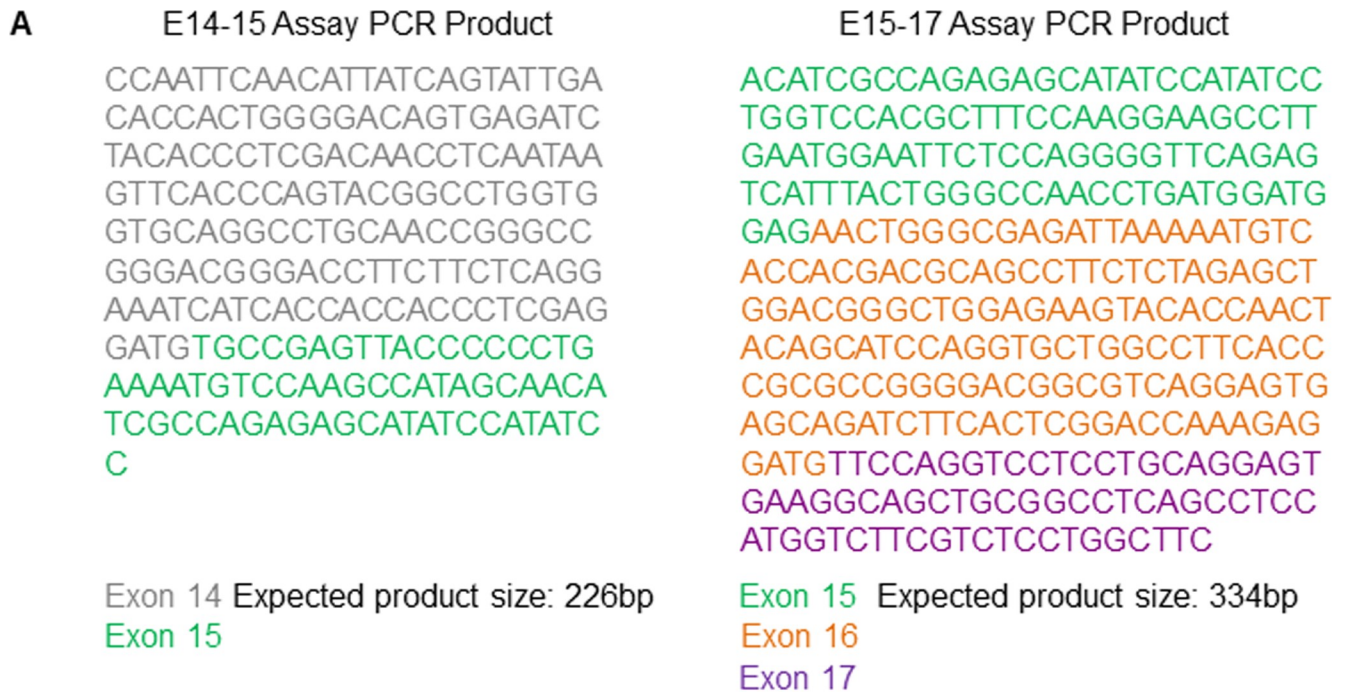 A
E14-15 Assay PCR Product
CCAATTCAACATTATCAGTATTGA
CACCACTGGGGACAGTGAGATC
TACACCCTCGACAACCTCAATAA
GTTCACCCAGTACGGCCTGGTG
GTGCAGGCCTGCAACCGGGCC
GGGACGGGACCTTCTTCTCAGG
AAATCATCACCACCACCCTCGAG
GATGTGCCGAGTTACCCCCCCTG
AAAATGTCCAAGCCATAGCAACA
TCGCCAGAGAGCATATCCATATC
C
Exon 14 Expected product size: 226bp
Exon 15
E15-17 Assay PCR Product
ACATCGCCAGAGAGCATATCCATATCC
TGGTCCACGCTTTCCAAGGAAGCCTT
GAATGGAATTCTCCAGGGGTTCAGAG
TCATTTACTGGGCCAACCTGATGGATG
GAGAACTGGGCGAGATTAAAAATGTC
ACCACGACGCAGCCTTCTCTAGAGCT
GGACGGGCTGGAGAAGTACACCAACT
ACAGCATCCAGGTGCTGGCCTTCACC
CGCGCCGGGGACGGCGTCAGGAGTG
AGCAGATCTTCACTCGGACCAAAGAG
GATGTTCCAGGTCCTCCTGCAGGAGT
GAAGGCAGCTGCGGCCTCAGCCTCC
ATGGTCTTCGTCTCCTGGCTTC
Exon 15 Expected product size: 334bp
Exon 16
Exon 17